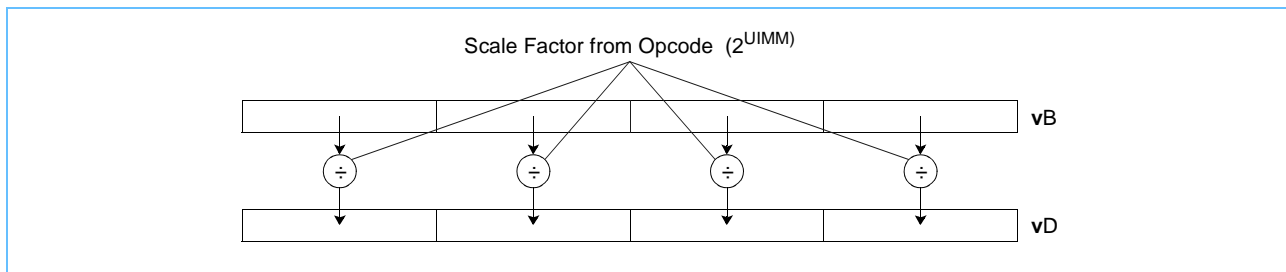 Scale Factor from Opcode (2^UIMM)
vB
÷ ÷ ÷ ÷
vD